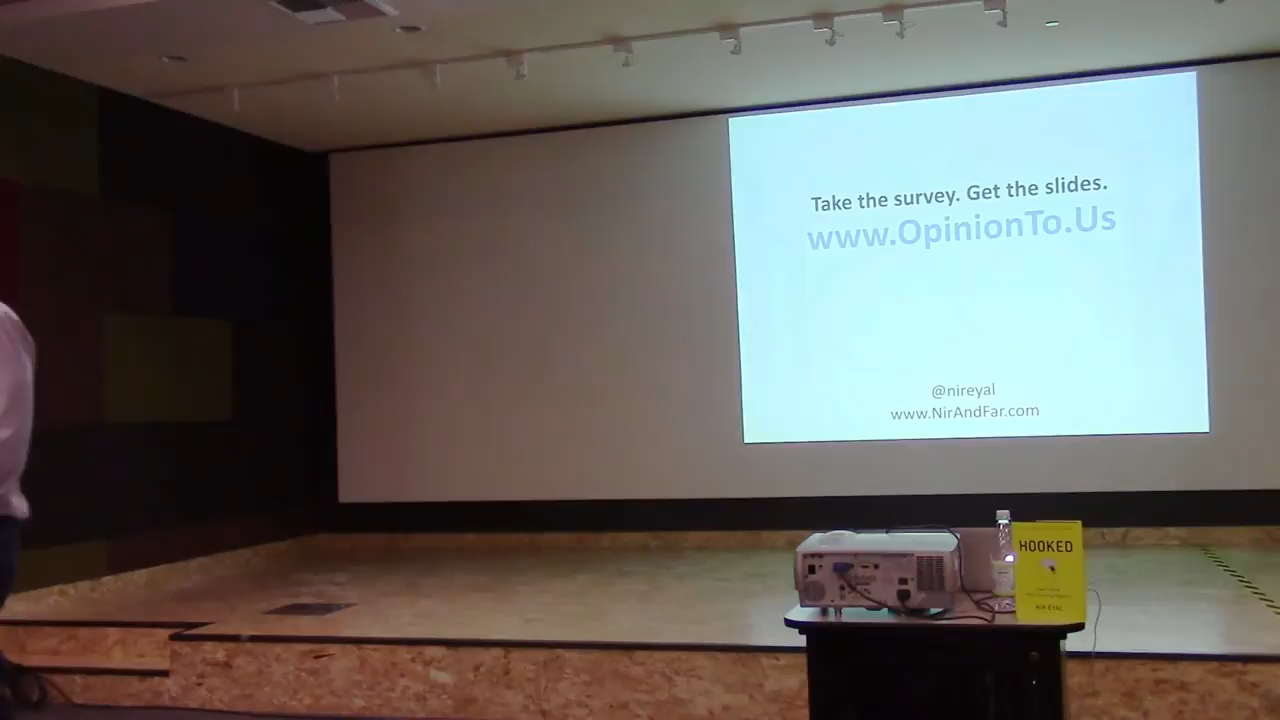 Take the survey. Get the slides.
www.OpinionTo.Us
@nireyal
www.NirAndFar.com
HOOKED
NIR EYAL